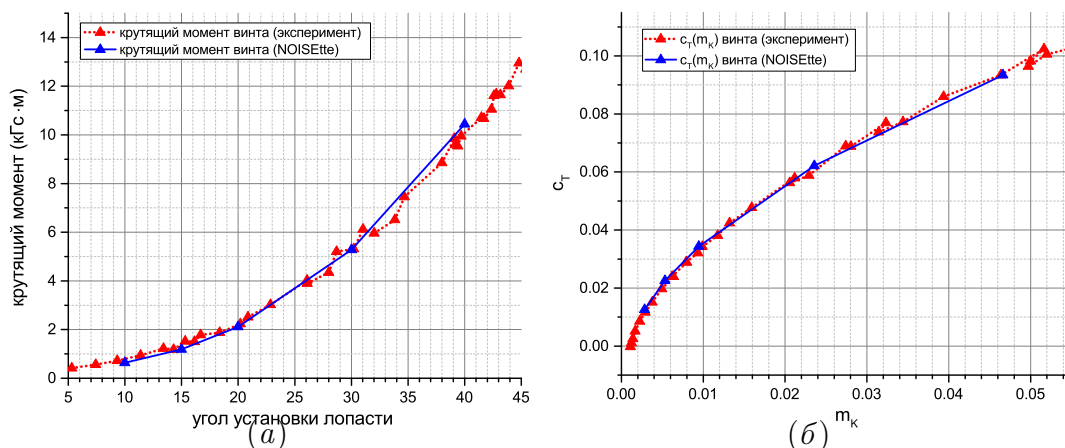 крутящий момент винта (эксперимент)
крутящий момент винта (NOISEtte)
крутящий момент (кГс·м)
14
12
10
8
6
4
2
0
5 10 15 20 25 30 35 40 45
угол установки лопасти
(а)
c_T(m_K) винта (эксперимент)
c_T(m_K) винта (NOISEtte)
c_T
0.10
0.08
0.06
0.04
0.02
0.00
0.00 0.01 0.02 0.03 0.04 0.05
m_K
(б)